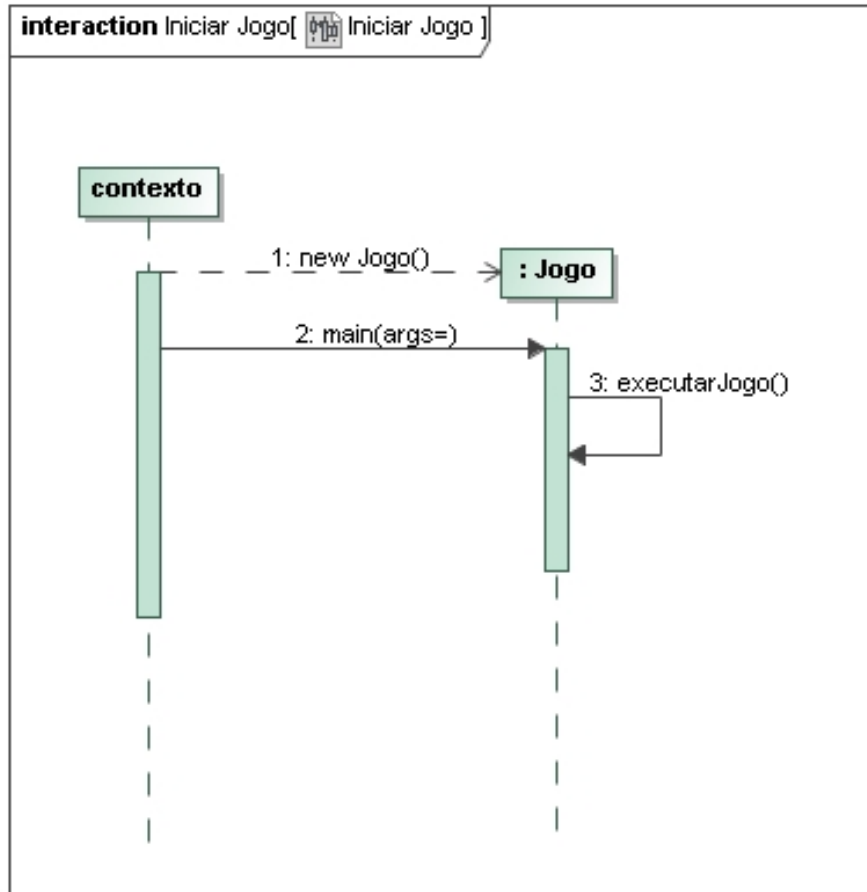 interaction Iniciar Jogo[ Iniciar Jogo ]
contexto
1: new Jogo()
: Jogo
2: main(args=)
3: executarJogo()